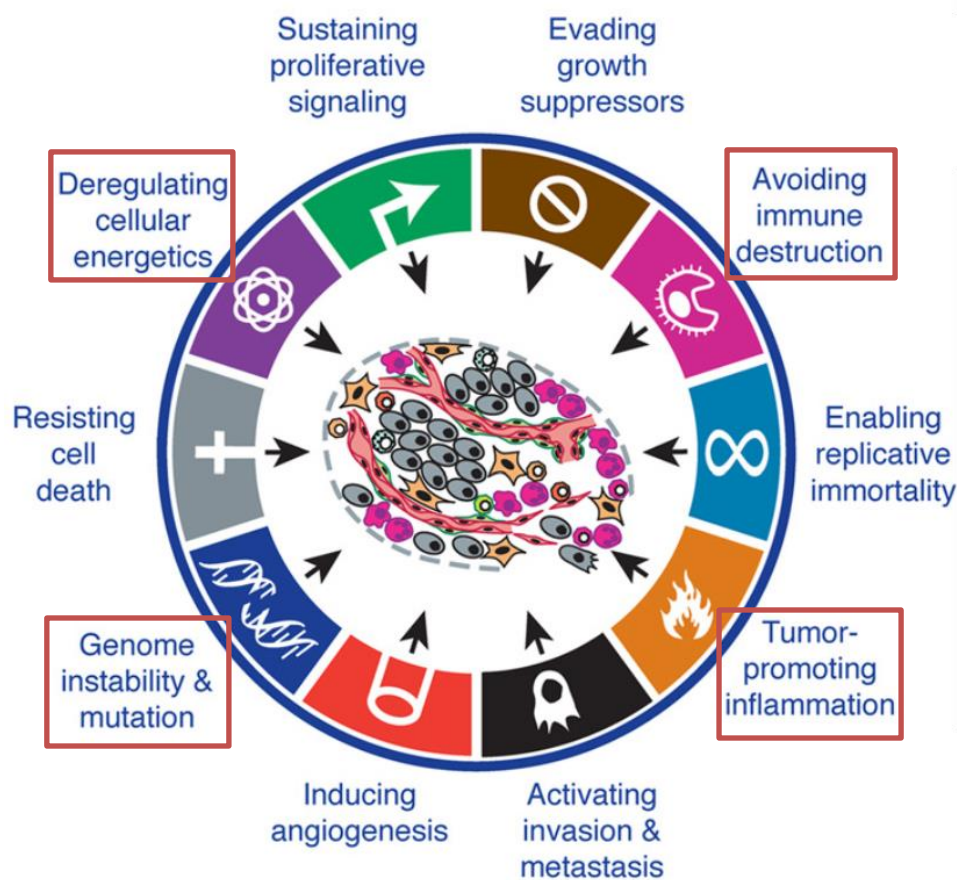 Sustaining
proliferative
signaling
Evading
growth
suppressors
Deregulating
cellular
energetics
Avoiding
immune
destruction
Resisting
cell
death
Enabling
replicative
immortality
Genome
instability &
mutation
Tumor-
promoting
inflammation
Inducing
angiogenesis
Activating
invasion &
metastasis